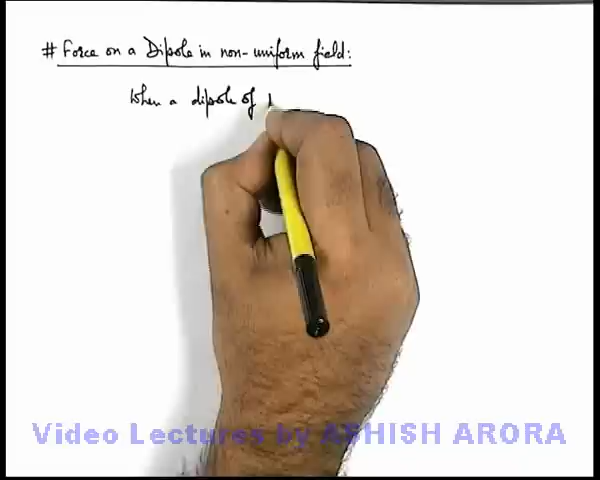 # Force on a Dipole in non-uniform field:
When a dipole of
Video Lectures by ASHISH ARORA